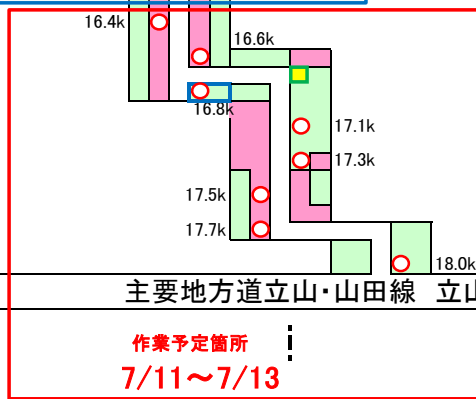 16.4k
16.6k
16.8k
17.1k
17.3k
17.5k
17.7k
18.0k
主要地方道立山・山田線 立山
作業予定箇所
7/11～7/13